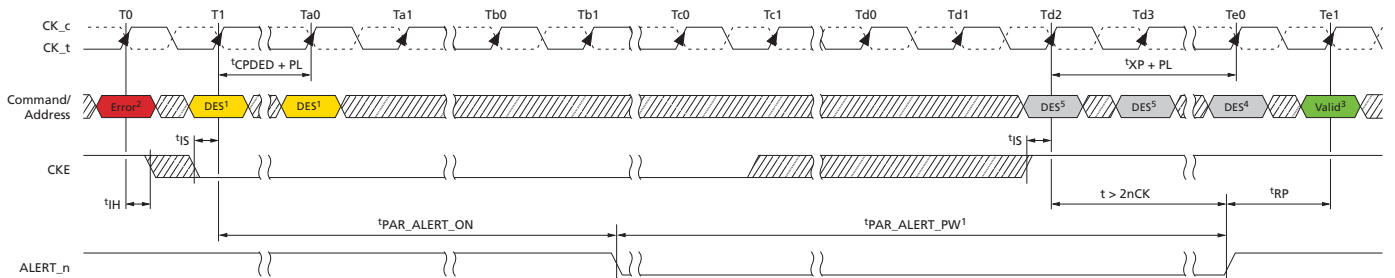 T0 T1 Ta0 Ta1 Tb0 Tb1 Tc0 Tc1 Td0 Td1 Td2 Td3 Te0 Te1
CK_c
CK_t
tCPDED + PL tXP + PL
Command/
Address
Error2 DES1 DES1 DES5 DES5 DES4 Valid3
tIS tIS
CKE
tIH t > 2nCK tRP
tPAR_ALERT_ON tPAR_ALERT_PW1
ALERT_n